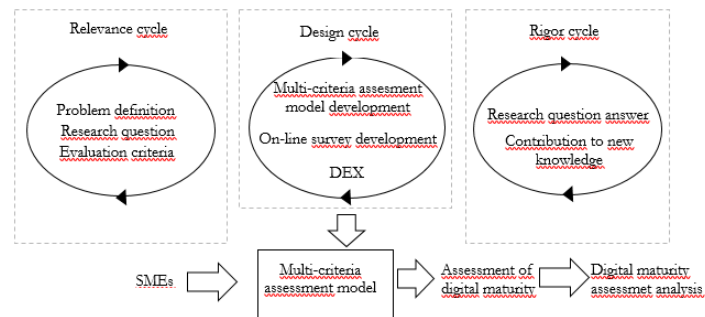 Relevance cycle
Problem definition
Research question
Evaluation criteria
Design cycle
Multi-criteria assesment
model development
On-line survey development
DEX
Rigor cycle
Research question answer
Contribution to new
knowledge
SMEs
Multi-criteria
assessment model
Assessment of
digital maturity
Digital maturity
assessmet analysis